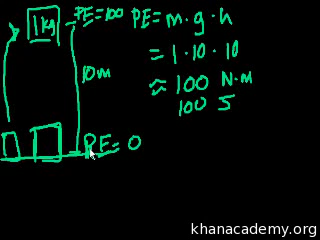 1kg PE=100 PE=m·g·h
=1·10·10
10m ≈100 N·M
100 J
PE=0
khanacademy.org